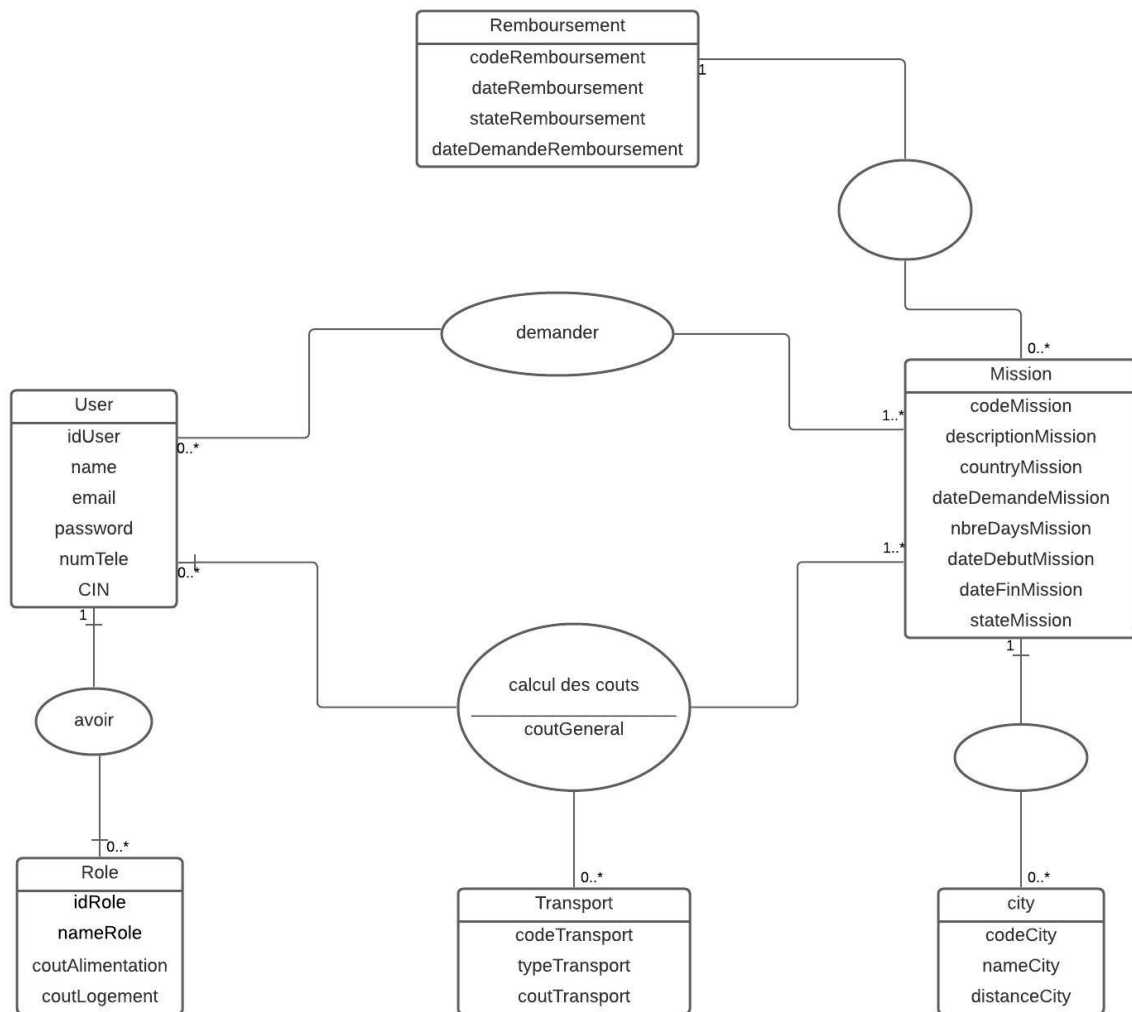 Remboursement
codeRemboursement
dateRemboursement
stateRemboursement
dateDemandeRemboursement
1
demander
0..*
Mission
codeMission
descriptionMission
countryMission
dateDemandeMission
nbreDaysMission
dateDebutMission
dateFinMission
stateMission
1..*
1..*
1
User
idUser
name
email
password
numTele
CIN
0..*
0..*
1
avoir
calcul des couts
coutGeneral
0..*
Role
idRole
nameRole
coutAlimentation
coutLogement
0..*
Transport
codeTransport
typeTransport
coutTransport
0..*
city
codeCity
nameCity
distanceCity